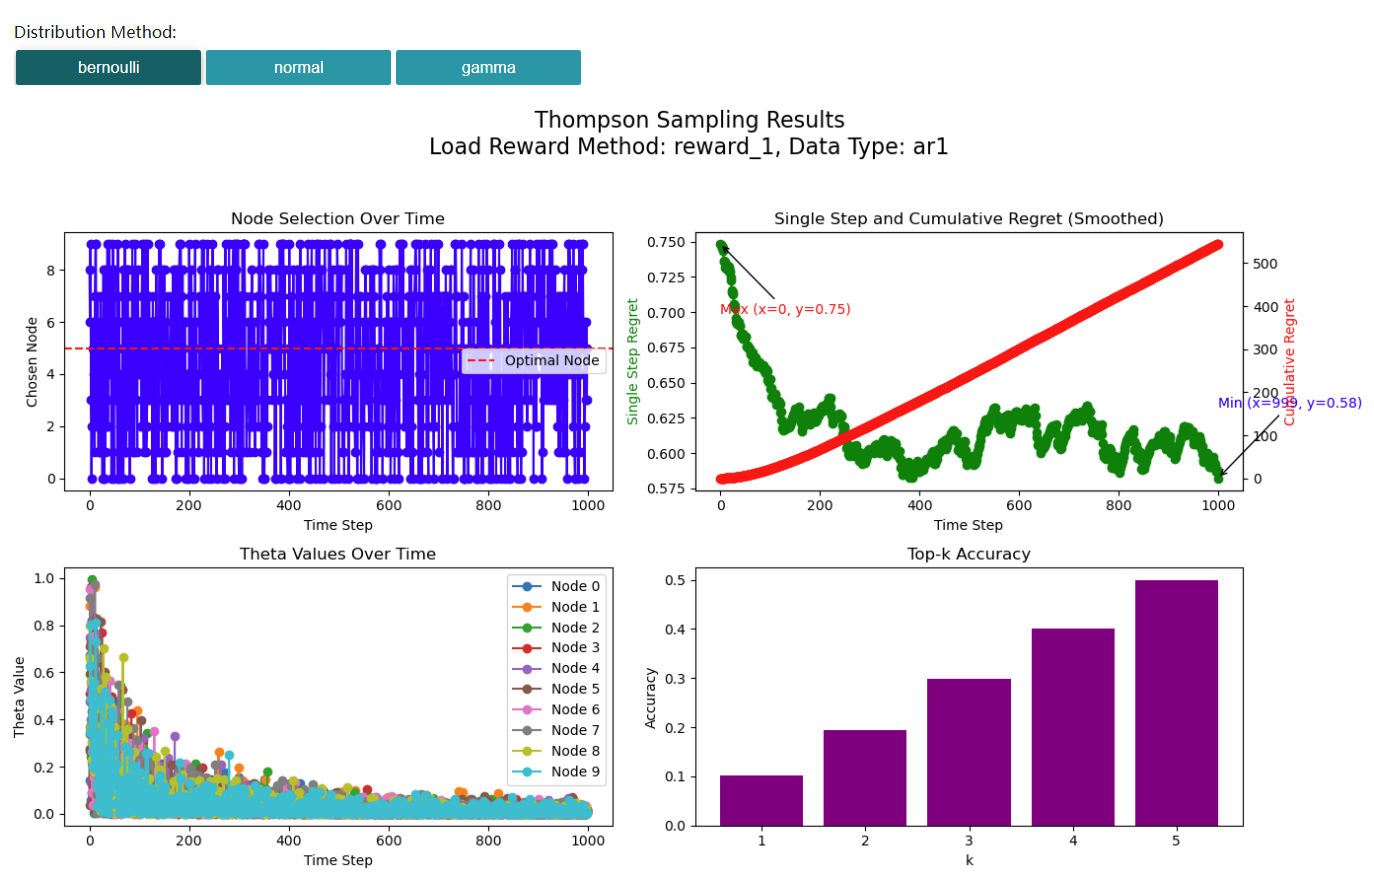 Distribution Method:
bernoulli normal gamma
Thompson Sampling Results
Load Reward Method: reward_1, Data Type: ar1
Node Selection Over Time
Chosen Node
8
6
4
2
0
Optimal Node
0 200 400 600 800 1000
Time Step
Single Step and Cumulative Regret (Smoothed)
Single Step Regret
0.750
0.725
0.700
0.675
0.650
0.625
0.600
0.575
Max (x=0, y=0.75)
Min (x=999, y=0.58)
500
400
300
200
100
0
Cumulative Regret
0 200 400 600 800 1000
Time Step
Theta Values Over Time
Theta Value
1.0
0.8
0.6
0.4
0.2
0.0
Node 0
Node 1
Node 2
Node 3
Node 4
Node 5
Node 6
Node 7
Node 8
Node 9
0 200 400 600 800 1000
Time Step
Top-k Accuracy
Accuracy
0.5
0.4
0.3
0.2
0.1
0.0
1 2 3 4 5
k